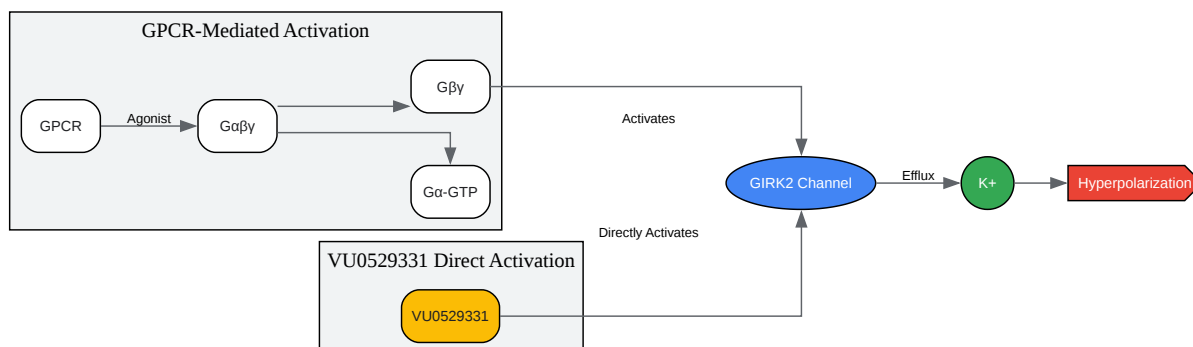 GPCR-Mediated Activation
GPCR
Agonist
Gαβγ
Gβγ
Gα-GTP
Activates
GIRK2 Channel
Efflux
K+
Hyperpolarization
Directly Activates
VU0529331 Direct Activation
VU0529331